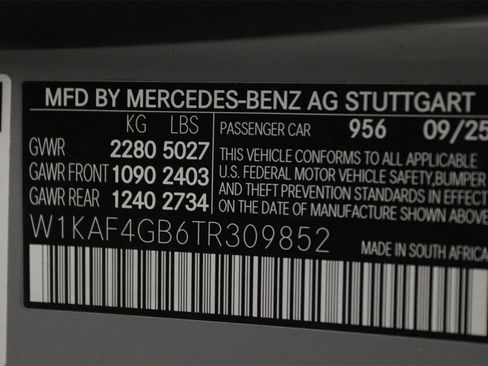 MFD BY MERCEDES-BENZ AG STUTTGART
KG LBS
PASSENGER CAR 956 09/25
GWR 2280 5027
GAWR FRONT 1090 2403
GAWR REAR 1240 2734
THIS VEHICLE CONFORMS TO ALL APPLICABLE
U.S. FEDERAL MOTOR VEHICLE SAFETY,BUMPER
AND THEFT PREVENTION STANDARDS IN EFFECT
ON THE DATE OF MANUFACTURE SHOWN ABOVE
W1KAF4GB6TR309852
MADE IN SOUTH AFRICA